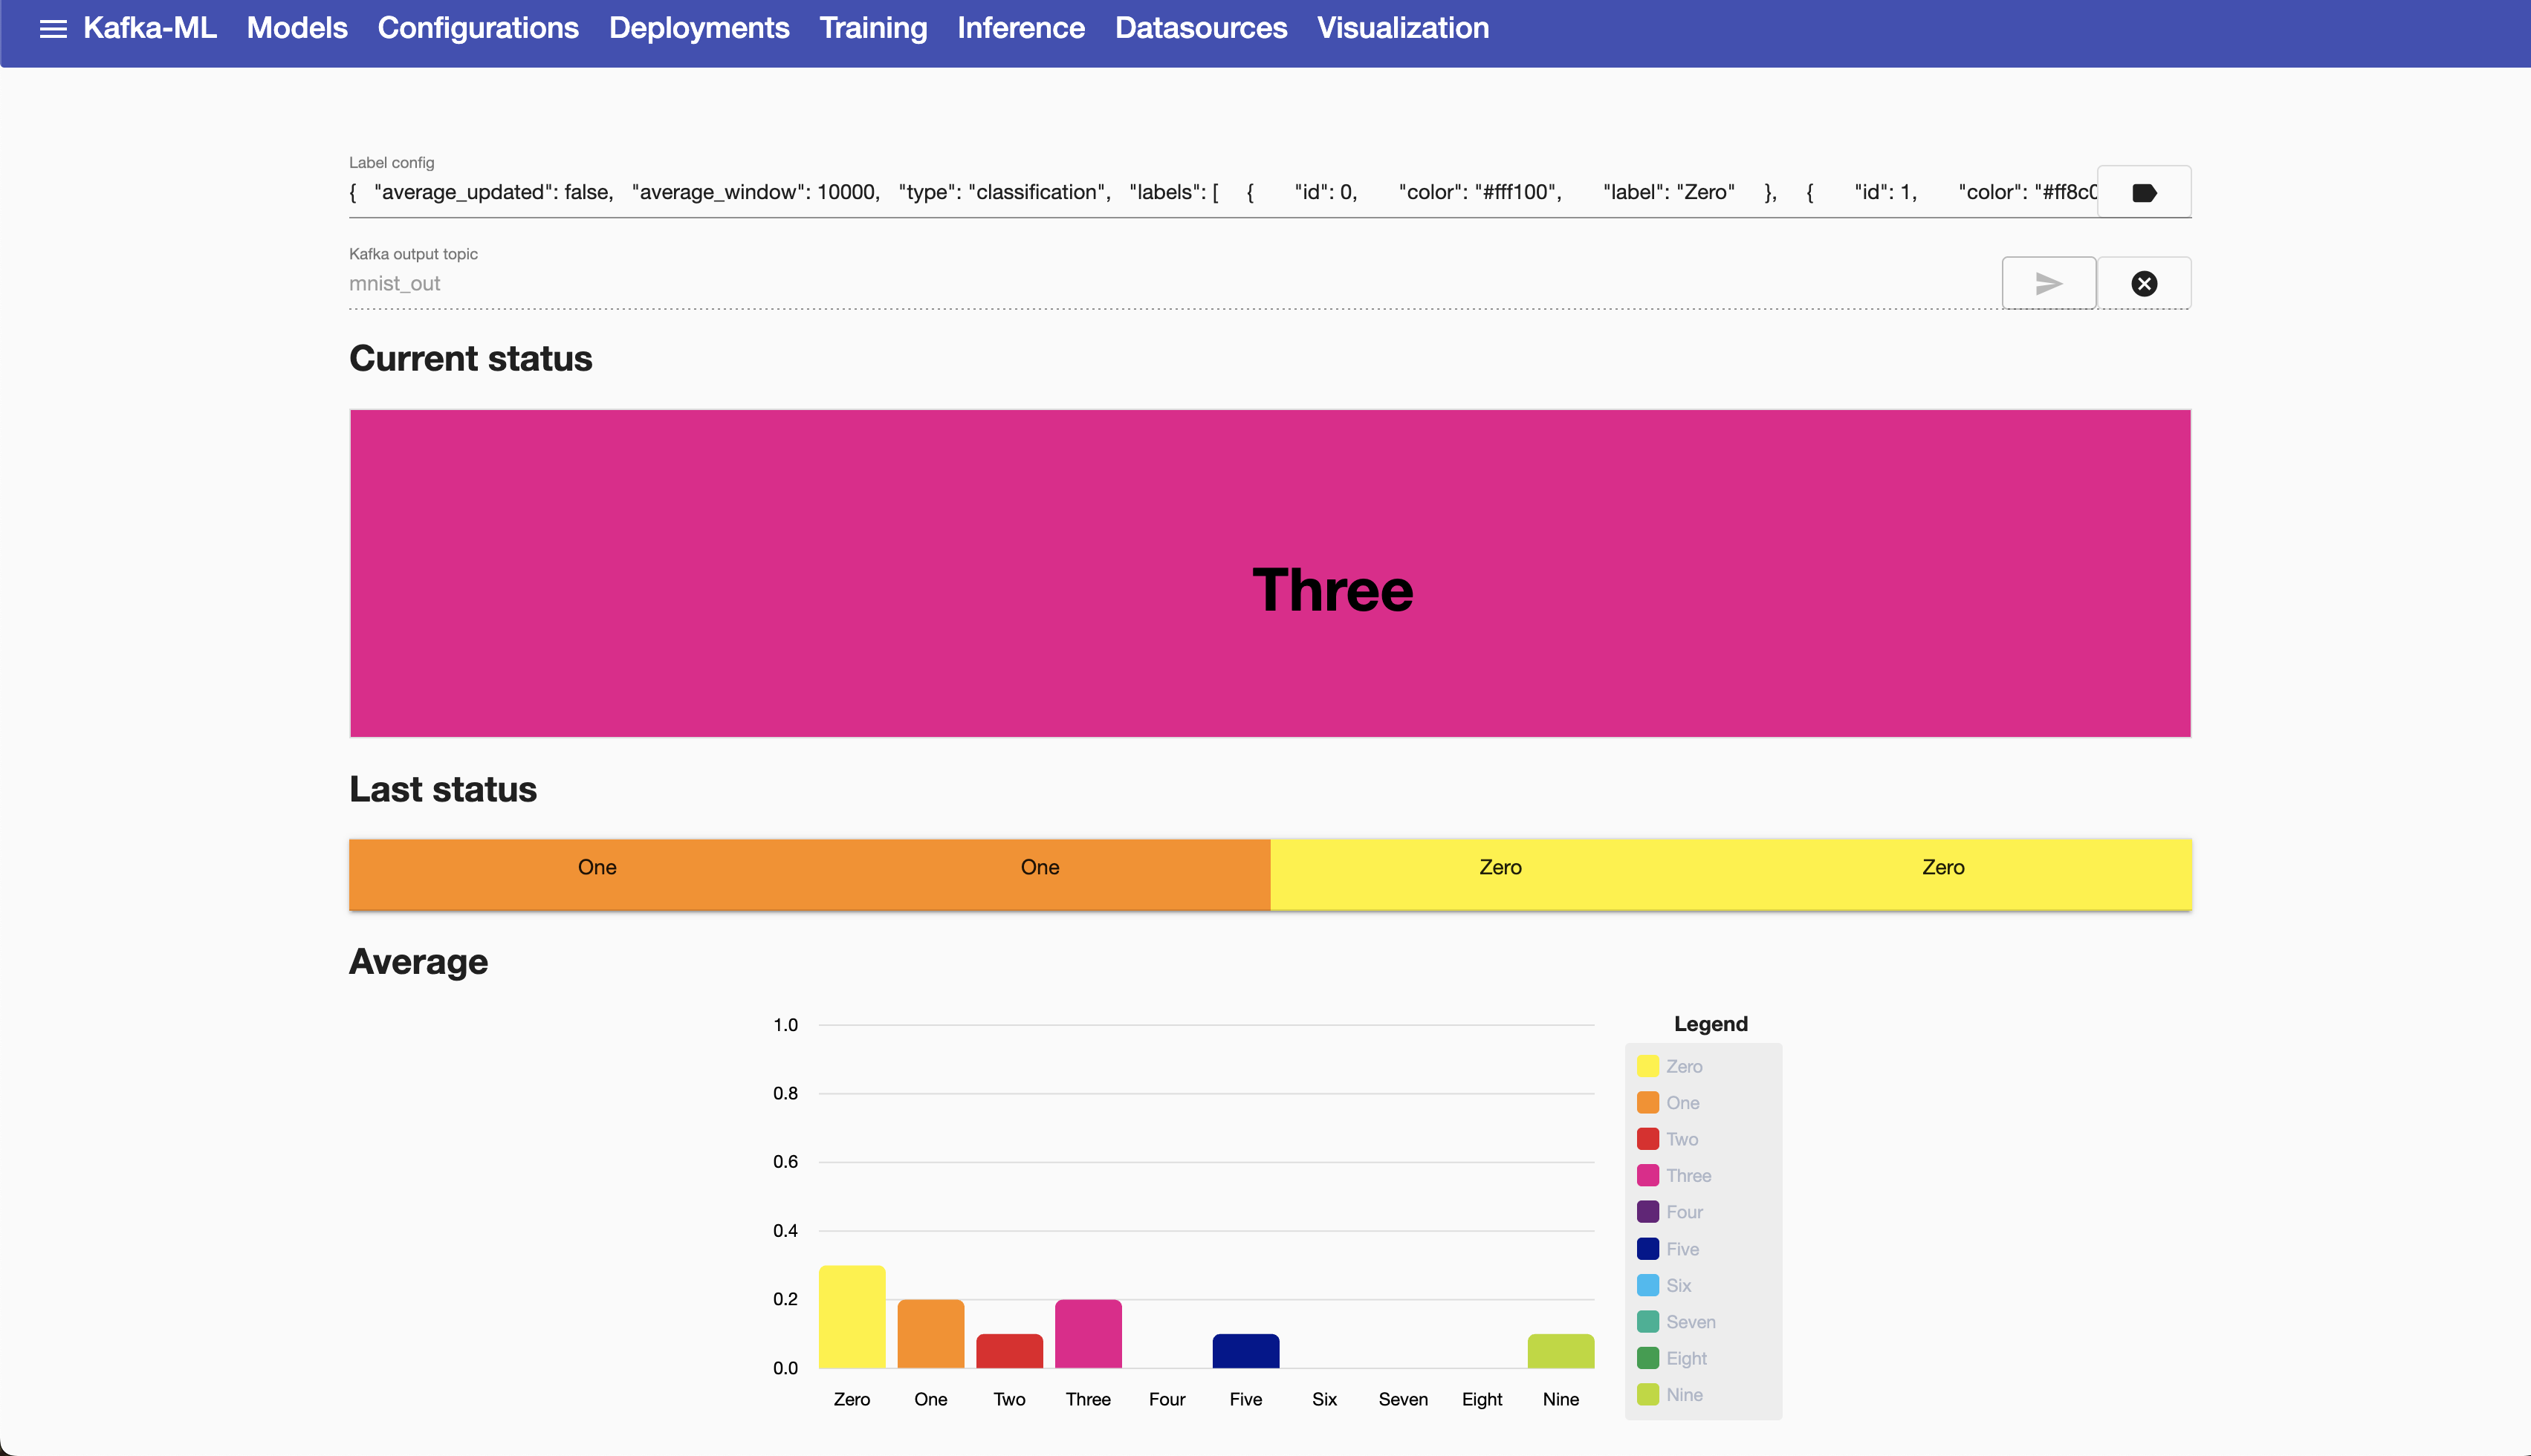 Kafka-ML Models Configurations Deployments Training Inference Datasources Visualization
Label config
{ "average_updated": false, "average_window": 10000, "type": "classification", "labels": [ { "id": 0, "color": "#fff100", "label": "Zero" }, { "id": 1, "color": "#ff8c0
Kafka output topic
mnist_out
Current status
Three
Last status
One One Zero Zero
Average
1.0
0.8
0.6
0.4
0.2
0.0
Zero One Two Three Four Five Six Seven Eight Nine
Legend
Zero
One
Two
Three
Four
Five
Six
Seven
Eight
Nine